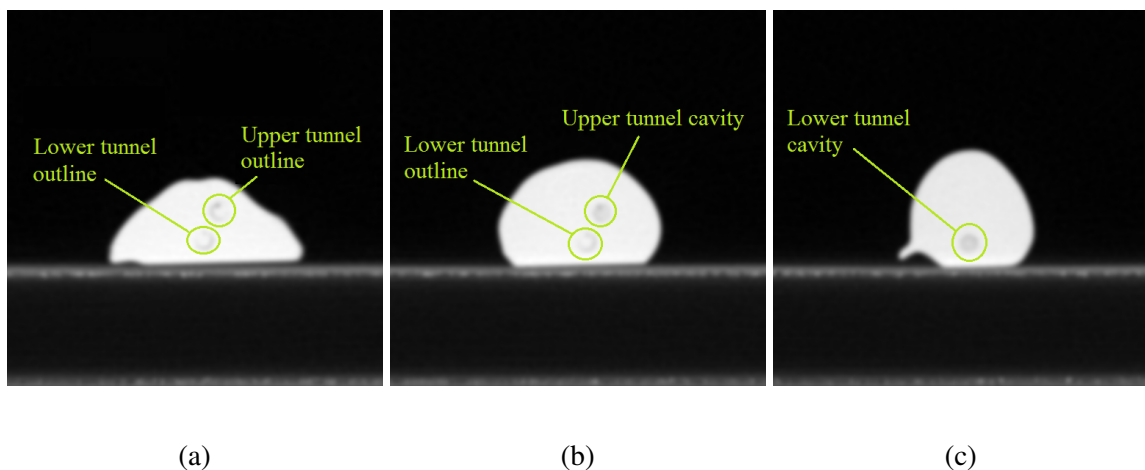 Lower tunnel
outline
Upper tunnel
outline
Lower tunnel
outline
Upper tunnel cavity
Lower tunnel
cavity
(a)
(b)
(c)